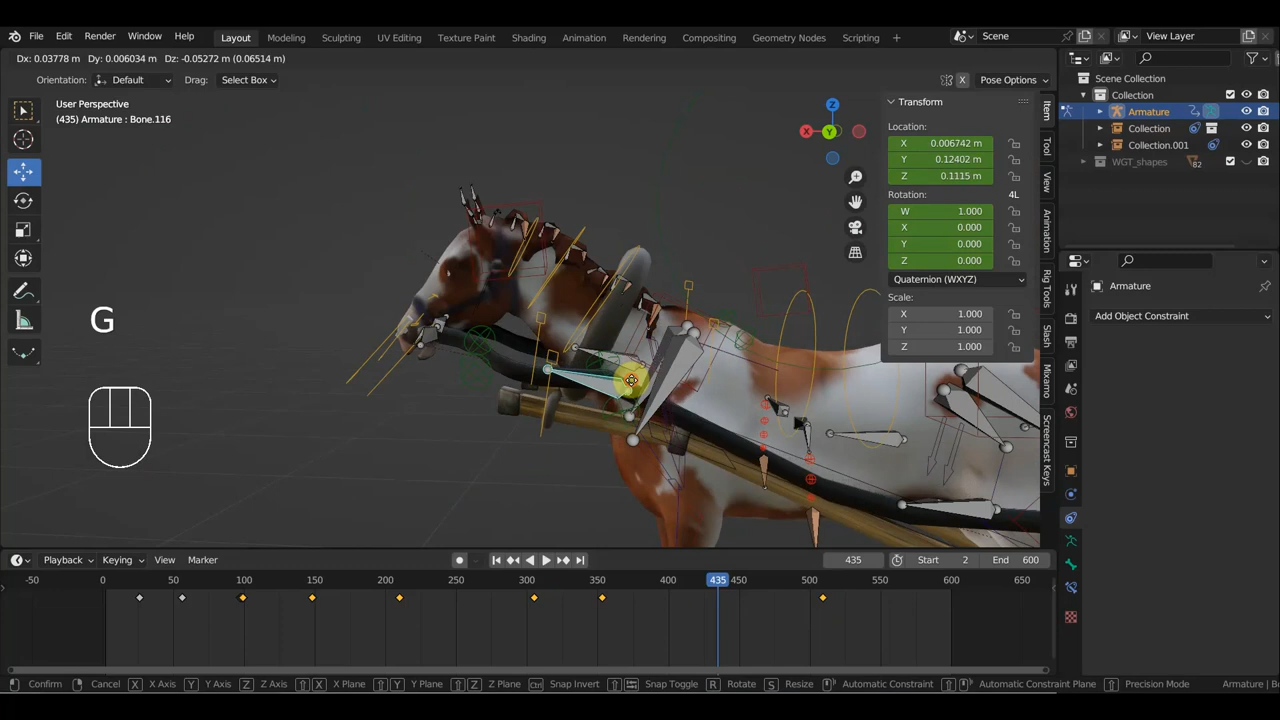 File Edit Render Window Help Layout Modeling Sculpting UV Editing Texture Paint Shading Animation Rendering Compositing Geometry Nodes Scripting + Scene View Layer
Dx: 0.03778 m Dy: 0.006034 m Dz: -0.05272 m (0.06514 m)
Orientation: Default Drag: Select Box X Pose Options
Scene Collection
Collection
Armature
Collection
Collection.001
WGT_shapes 82
User Perspective
(435) Armature : Bone.116
Z
X Y
Transform
Location:
X 0.006742 m
Y 0.12402 m
Z 0.1115 m
Rotation: 4L
W 1.000
X 0.000
Y 0.000
Z 0.000
Quaternion (WXYZ)
Scale:
X 1.000
Y 1.000
Z 1.000
Item
Tool
View
Animation
Rig Tools
Slash
Mixamo
Screencast Keys
Armature
Add Object Constraint
G
Playback Keying View Marker 435 Start 2 End 600
-50 0 50 100 150 200 250 300 350 400 435 450 500 550 600 650
Confirm Cancel X X Axis Y Y Axis Z Z Axis X X Plane Y Y Plane Z Z Plane Ctrl Snap Invert Snap Toggle R Rotate S Resize Automatic Constraint Automatic Constraint Plane Precision Mode Armature | Bo